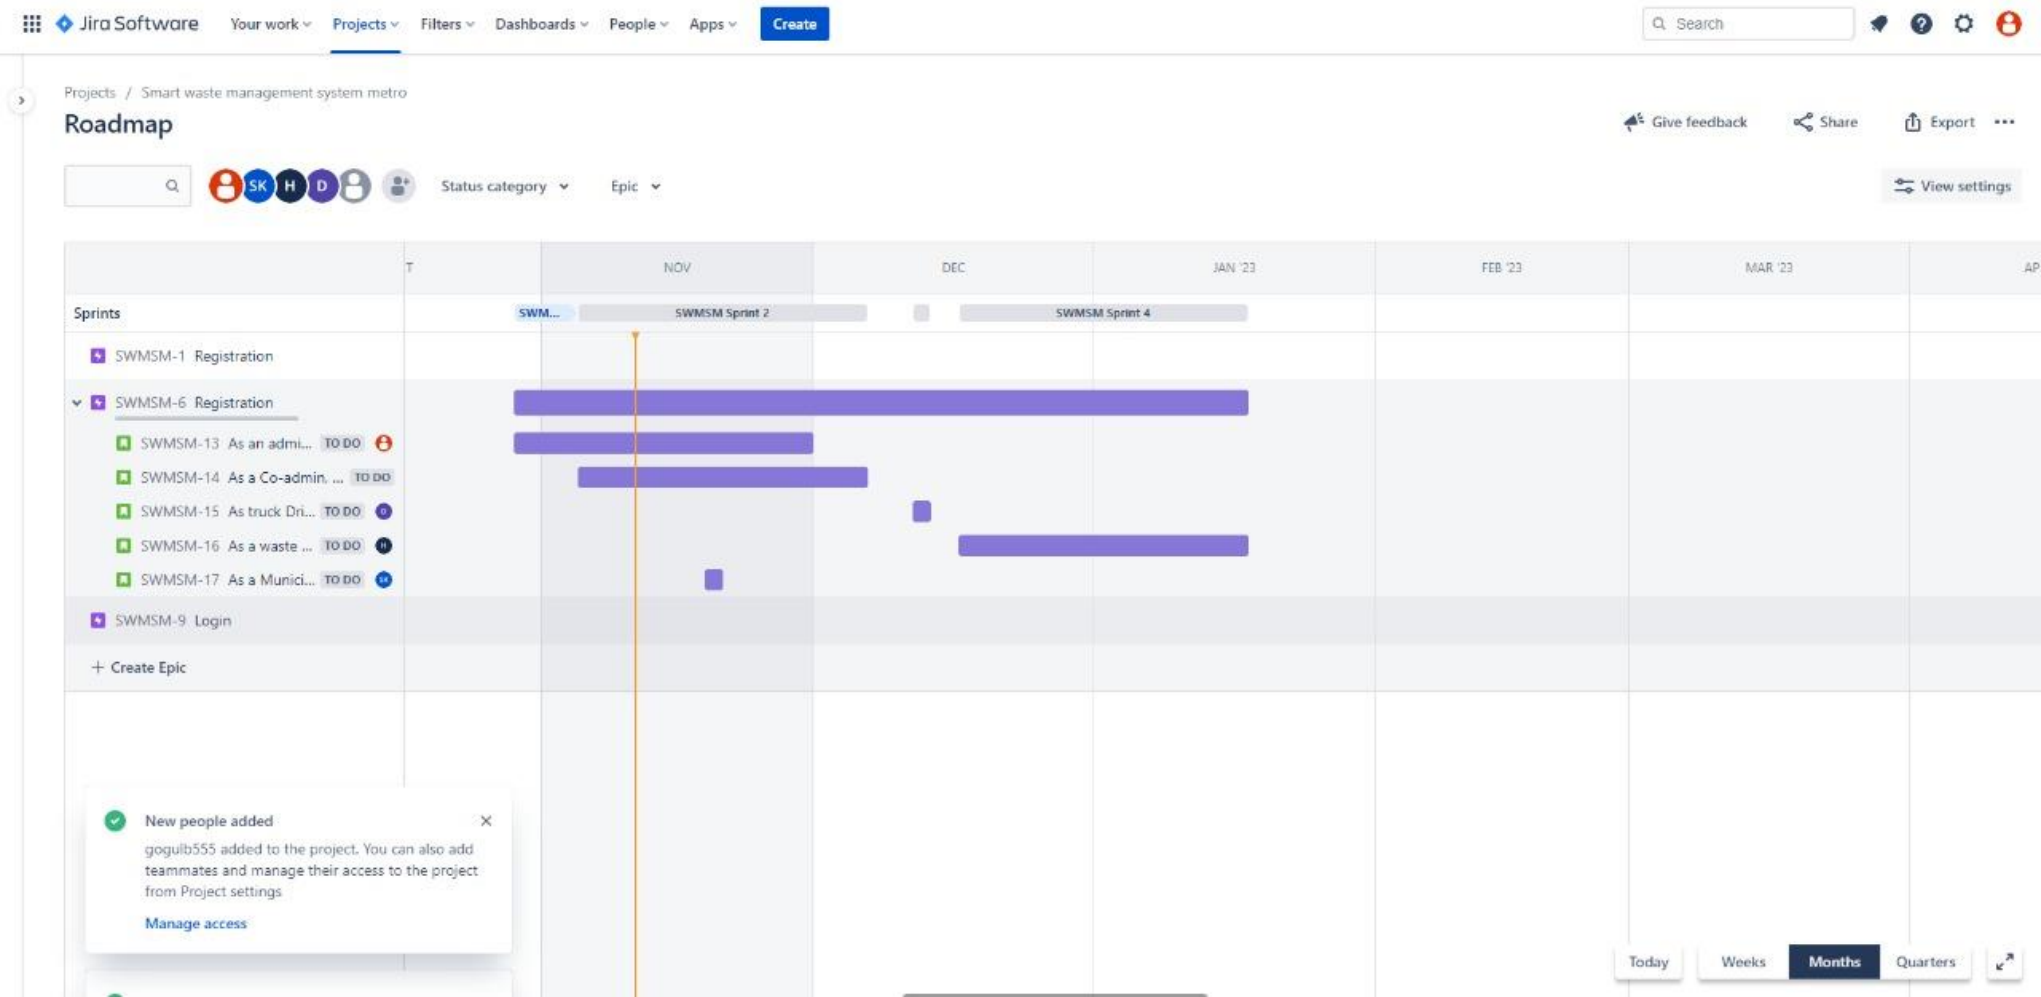 Jira Software Your work Projects Filters Dashboards People Apps Create Search
Projects / Smart waste management system metro
Roadmap
Give feedback Share Export
SK H D Status category Epic View settings
T NOV DEC JAN '23 FEB '23 MAR '23 AP
Sprints SWM... SWMSM Sprint 2 SWMSM Sprint 4
SWMSM-1 Registration
SWMSM-6 Registration
SWMSM-13 As an admi... TO DO
SWMSM-14 As a Co-admin, ... TO DO
SWMSM-15 As truck Dri... TO DO D
SWMSM-16 As a waste ... TO DO H
SWMSM-17 As a Munici... TO DO SK
SWMSM-9 Login
+ Create Epic
New people added
gogulb555 added to the project. You can also add
teammates and manage their access to the project
from Project settings
Manage access
Today Weeks Months Quarters